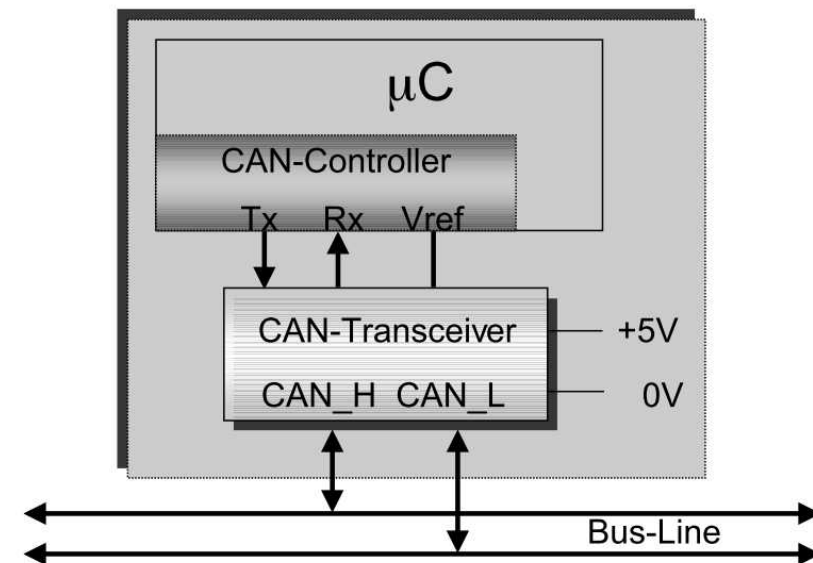 μC
CAN-Controller
Tx Rx Vref
CAN-Transceiver
+5V
CAN_H CAN_L
0V
Bus-Line